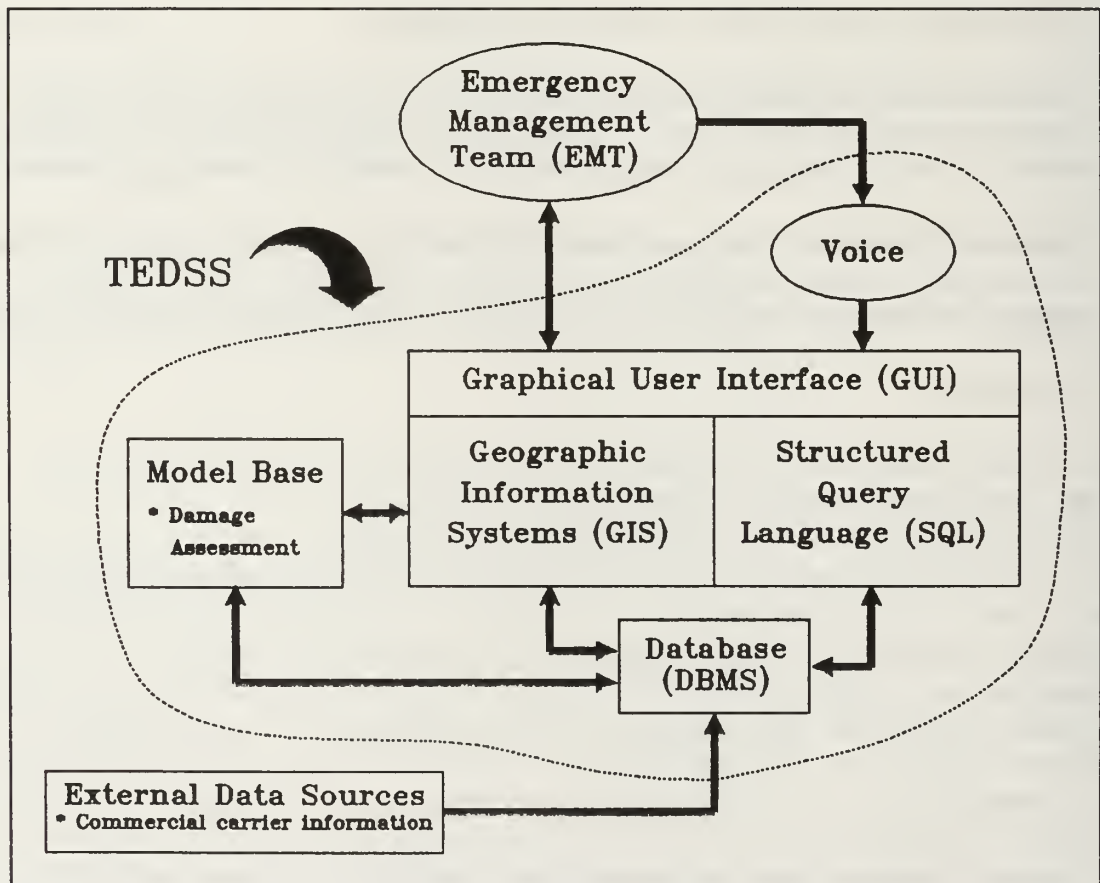 Emergency
Management
Team (EMT)
Voice
TEDSS
Graphical User Interface (GUI)
Geographic
Information
Systems (GIS)
Structured
Query
Language (SQL)
Model Base
* Damage
Assessment
Database
(DBMS)
External Data Sources
* Commercial carrier information